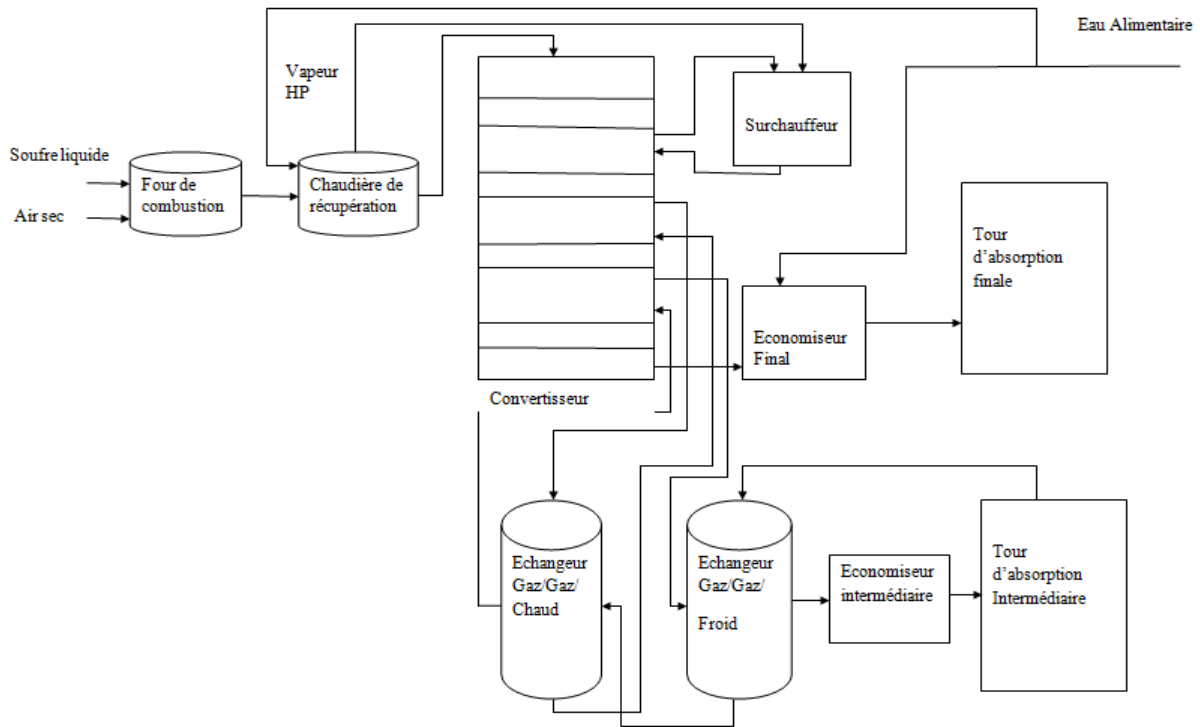 Eau Alimentaire
Vapeur
HP
Surchauffeur
Soufre liquide
Four de
combustion
Chaudière de
récupération
Air sec
Tour
d’absorption
finale
Economiseur
Final
Convertisseur
Echangeur
Gaz/Gaz/
Chaud
Echangeur
Gaz/Gaz/
Froid
Economiseur
intermédiaire
Tour
d’absorption
Intermédiaire